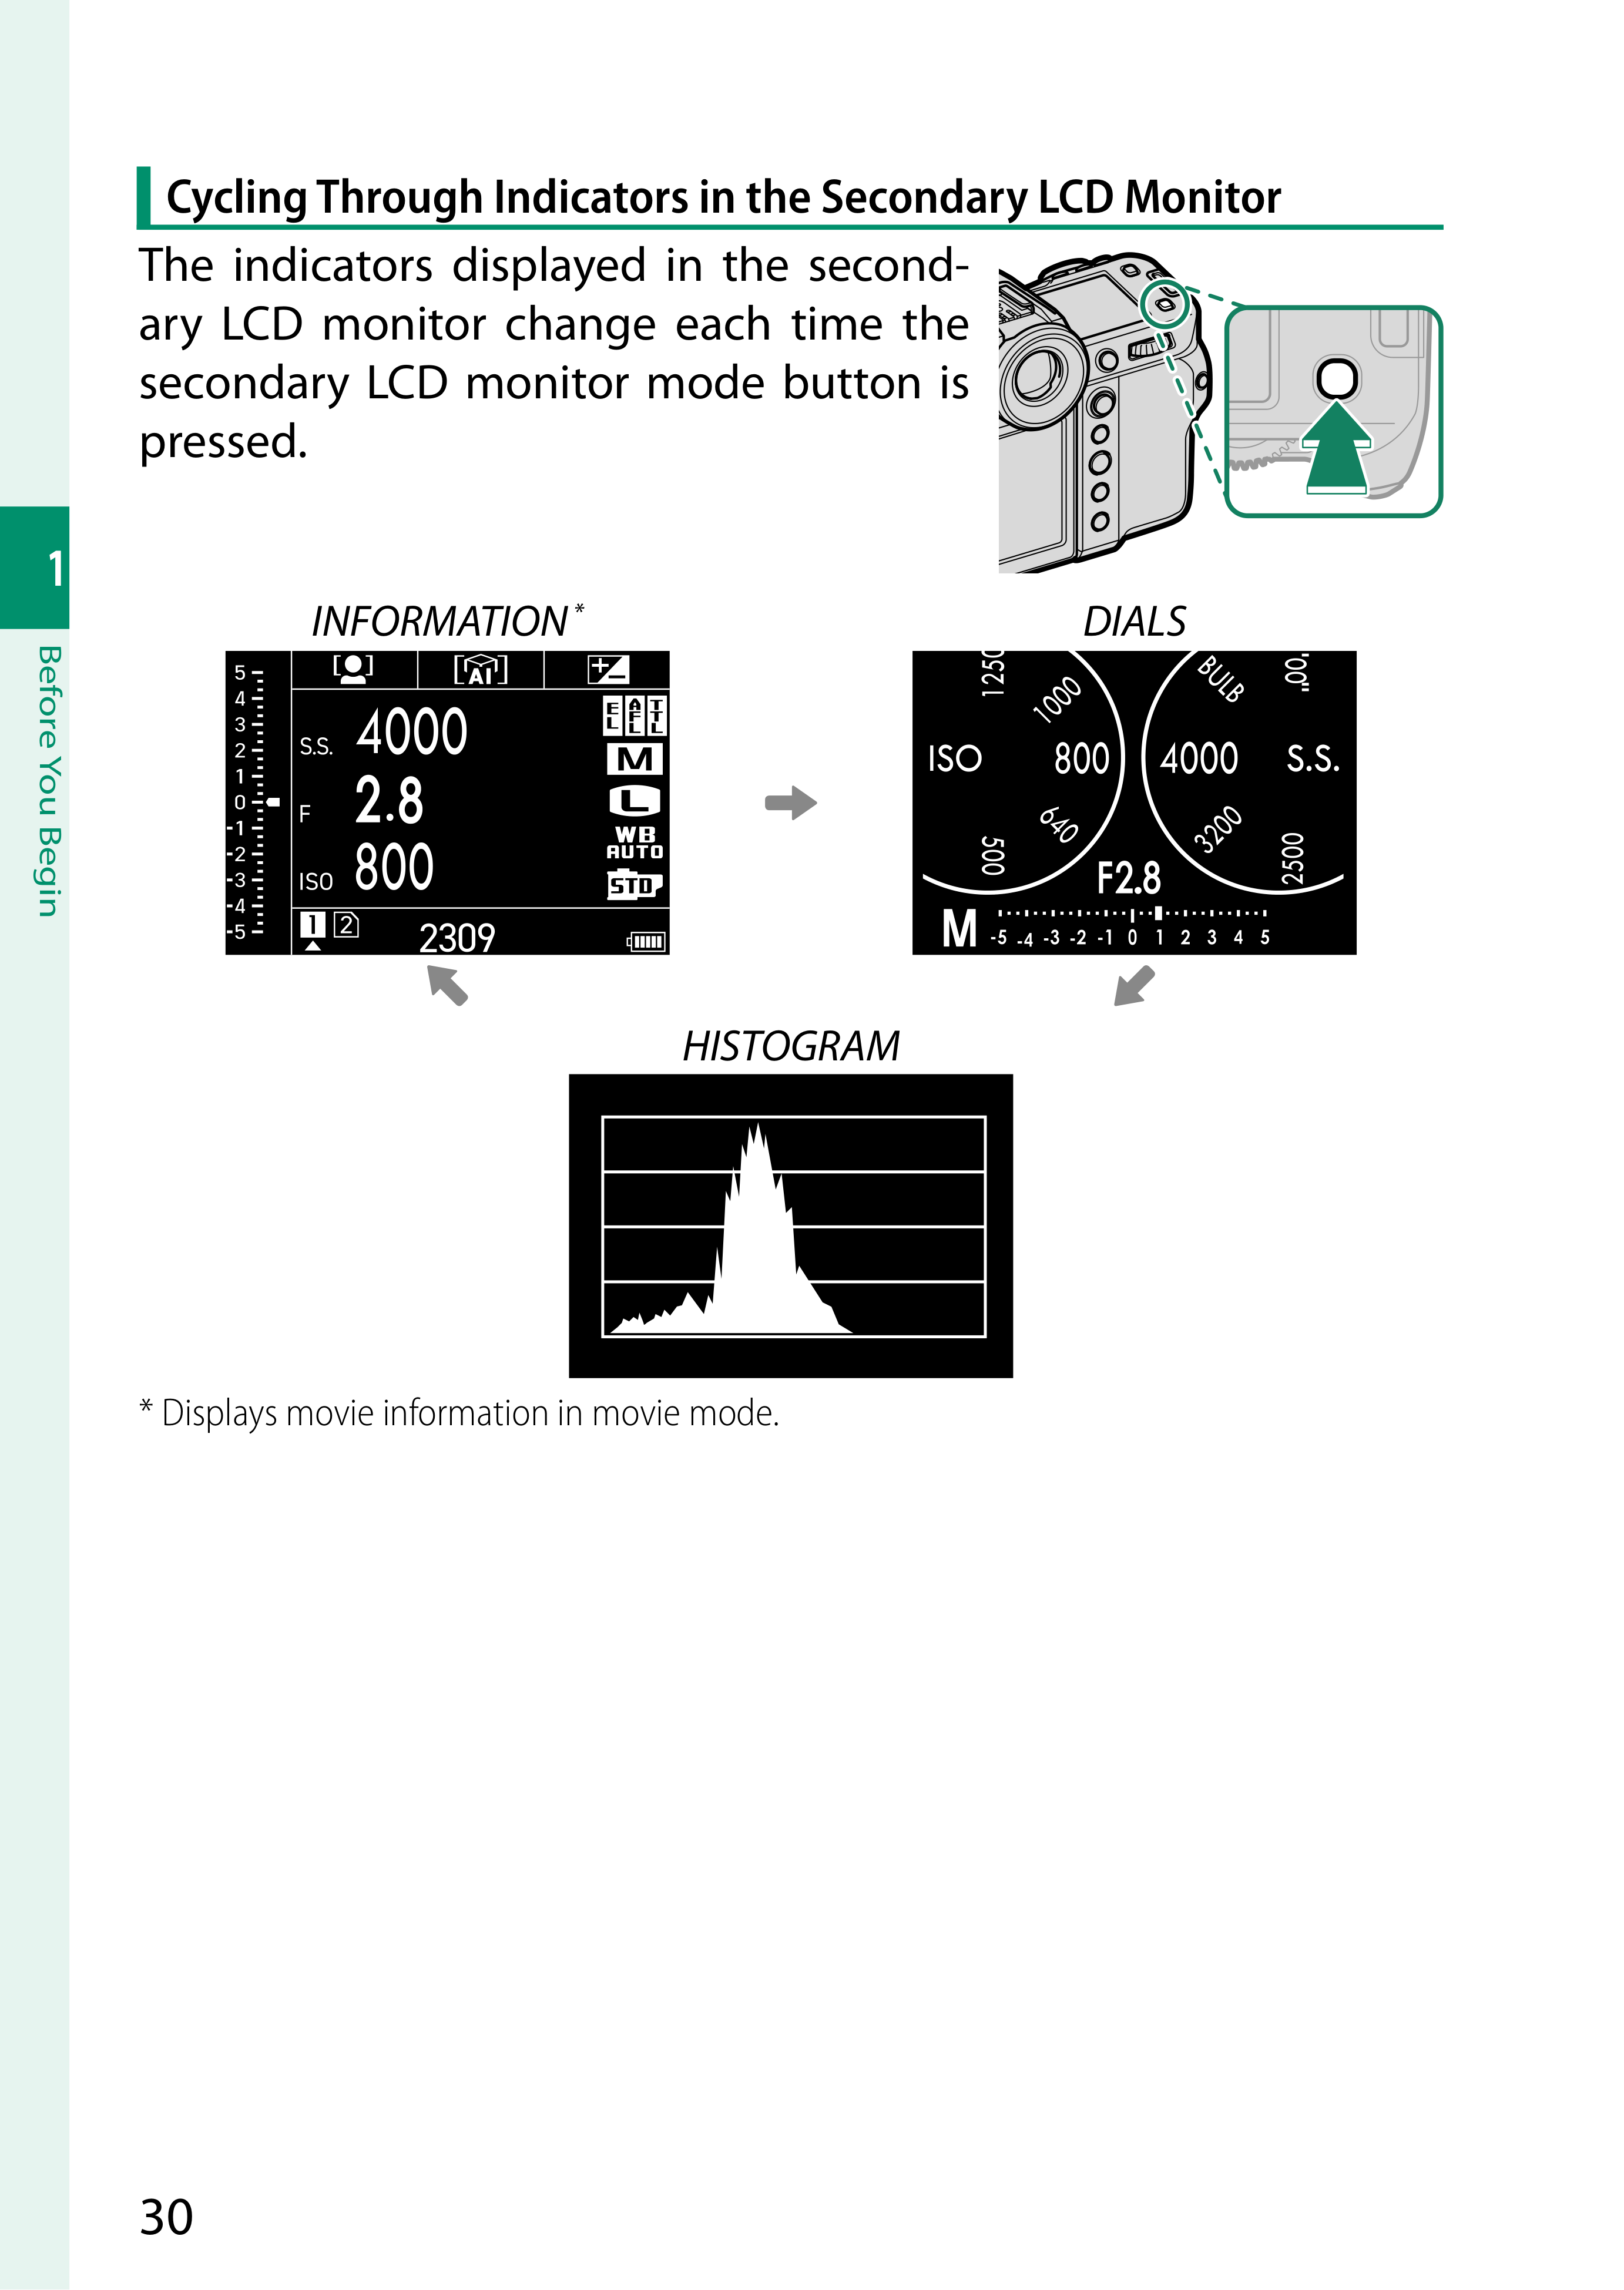 Cycling Through Indicators in the Secondary LCD Monitor
The indicators displayed in the second-
ary LCD monitor change each time the
secondary LCD monitor mode button is
pressed.
1
Before You Begin
INFORMATION *
5
4
3
2
1
0
-1
-2
-3
-4
-5
AI
S.S. 4000
F 2.8
ISO 800
EL AFL TTL
M
L
WB
AUTO
STD
1 2 2309
DIALS
1250
1000
ISO 800
640
500
BULB
4000 S.S.
3200
2500
F2.8
M -5 -4 -3 -2 -1 0 1 2 3 4 5
HISTOGRAM
* Displays movie information in movie mode.
30